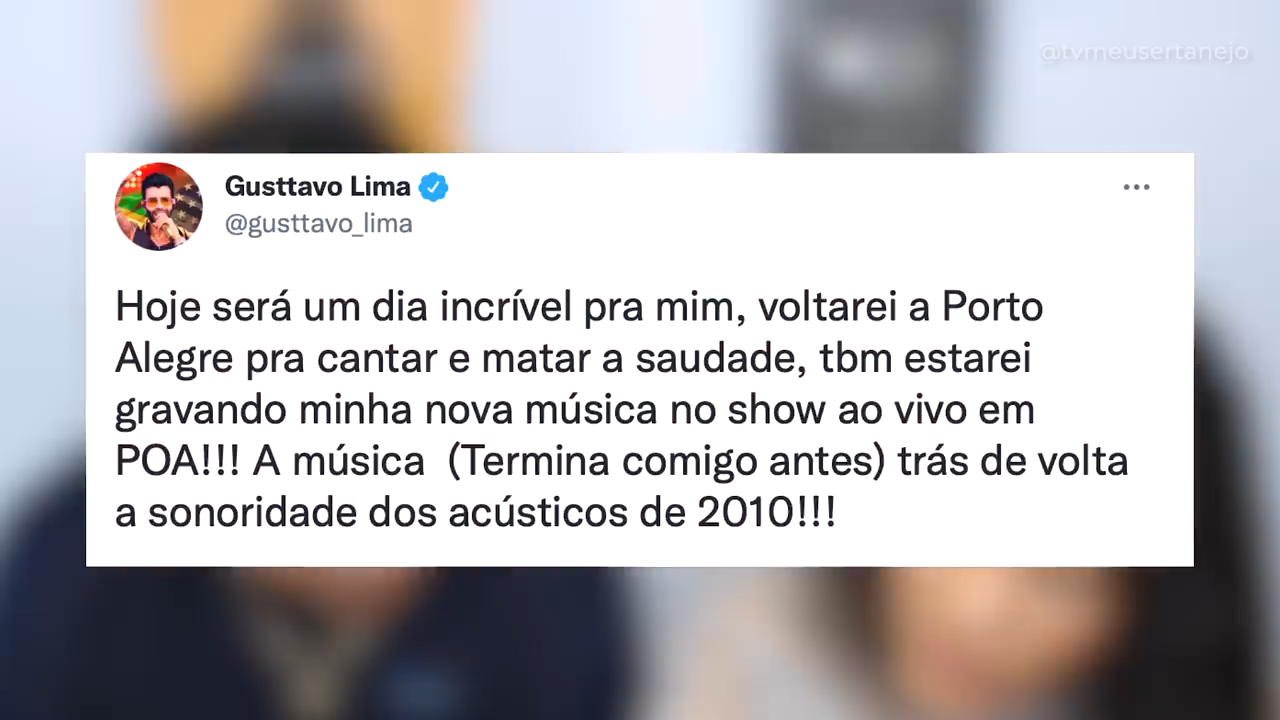 @tvmeusertanejo
Gusttavo Lima
@gusttavo_lima
Hoje será um dia incrível pra mim, voltarei a Porto
Alegre pra cantar e matar a saudade, tbm estarei
gravando minha nova música no show ao vivo em
POA!!! A música  (Termina comigo antes) trás de volta
a sonoridade dos acústicos de 2010!!!